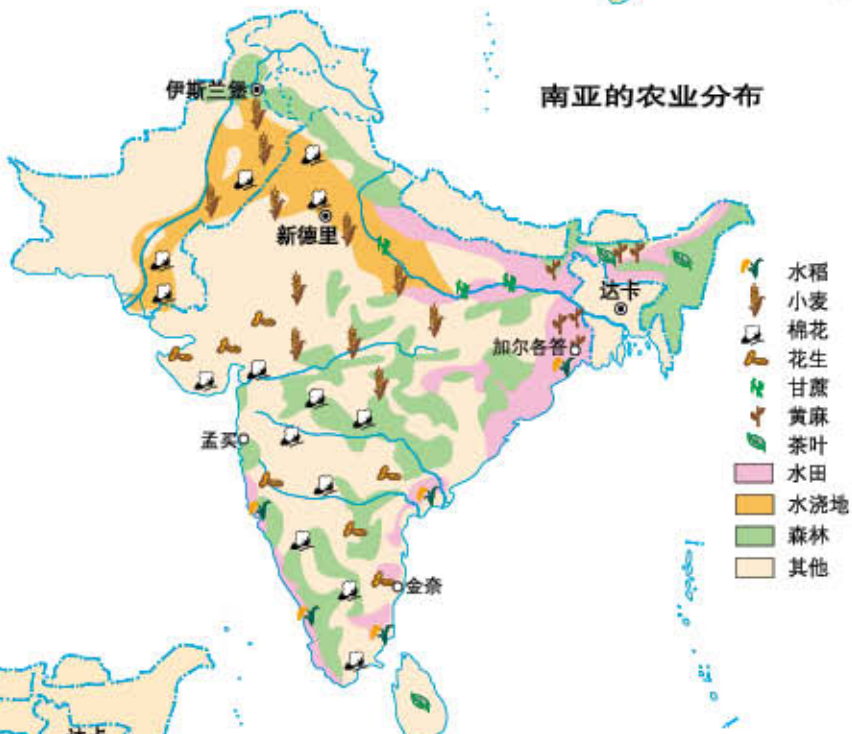 南亚的农业分布
伊斯兰堡
新德里
达卡
加尔各答
孟买
金奈
水稻
小麦
棉花
花生
甘蔗
黄麻
茶叶
水田
水浇地
森林
其他